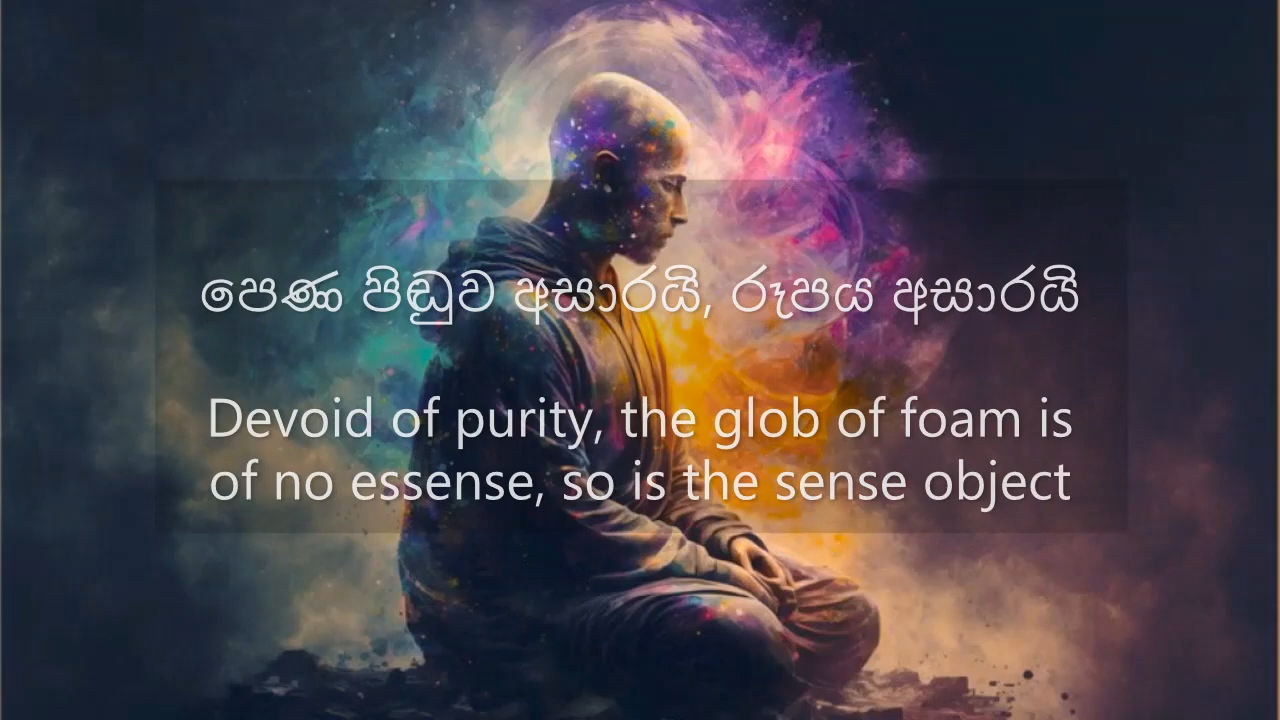 පෙණ පිඬුව අසාරයි, රූපය අසාරයි
Devoid of purity, the glob of foam is
of no essense, so is the sense object